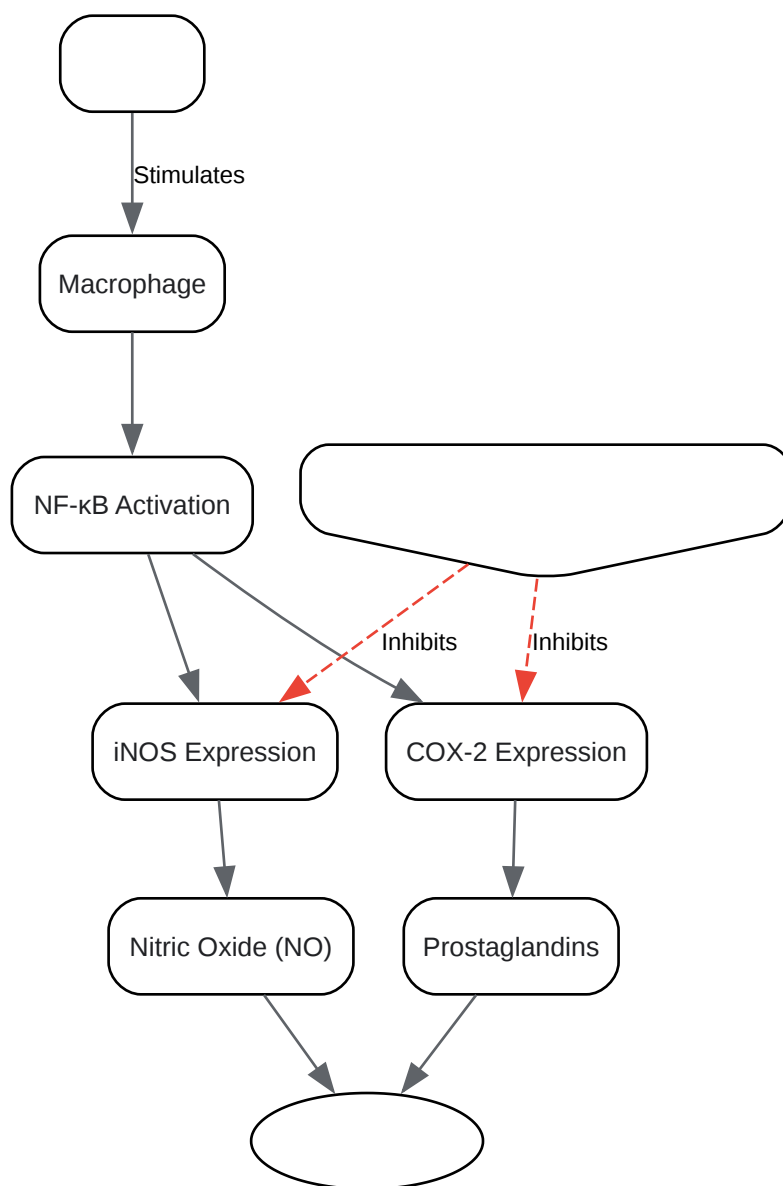 Stimulates
Macrophage
NF-κB Activation
Inhibits
Inhibits
iNOS Expression
COX-2 Expression
Nitric Oxide (NO)
Prostaglandins